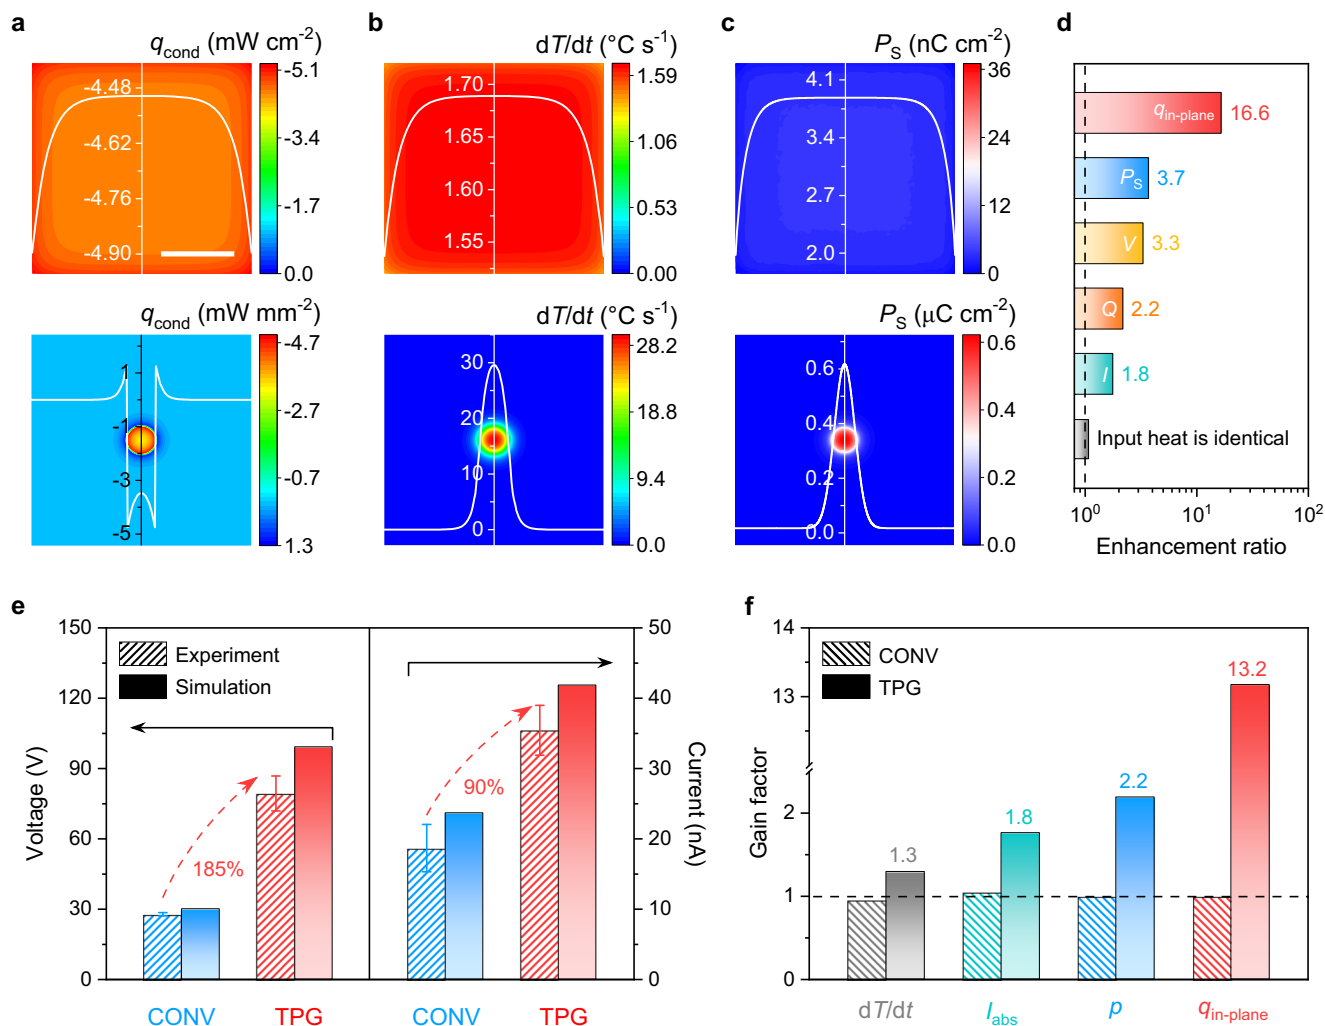 a
q_cond (mW cm⁻²)
-4.48
-4.62
-4.76
-4.90
-5.1
-3.4
-1.7
0.0
q_cond (mW mm⁻²)
1
-1
-3
-5
-4.7
-2.7
-0.7
1.3
b
dT/dt (°C s⁻¹)
1.70
1.65
1.60
1.55
1.59
1.06
0.53
0.00
dT/dt (°C s⁻¹)
30
20
10
0
28.2
18.8
9.4
0.0
c
P_S (nC cm⁻²)
4.1
3.4
2.7
2.0
36
24
12
0
P_S (μC cm⁻²)
0.6
0.4
0.2
0.0
0.6
0.4
0.2
0.0
d
q_in-plane 16.6
P_S 3.7
V 3.3
Q 2.2
I 1.8
Input heat is identical
10⁰ 10¹ 10²
Enhancement ratio
e
150
120
90
60
30
0
Voltage (V)
Experiment
Simulation
185%
90%
50
40
30
20
10
0
Current (nA)
CONV TPG CONV TPG
f
14
13
2
1
0
Gain factor
CONV
TPG
1.3
1.8
2.2
13.2
dT/dt I_abs p q_in-plane